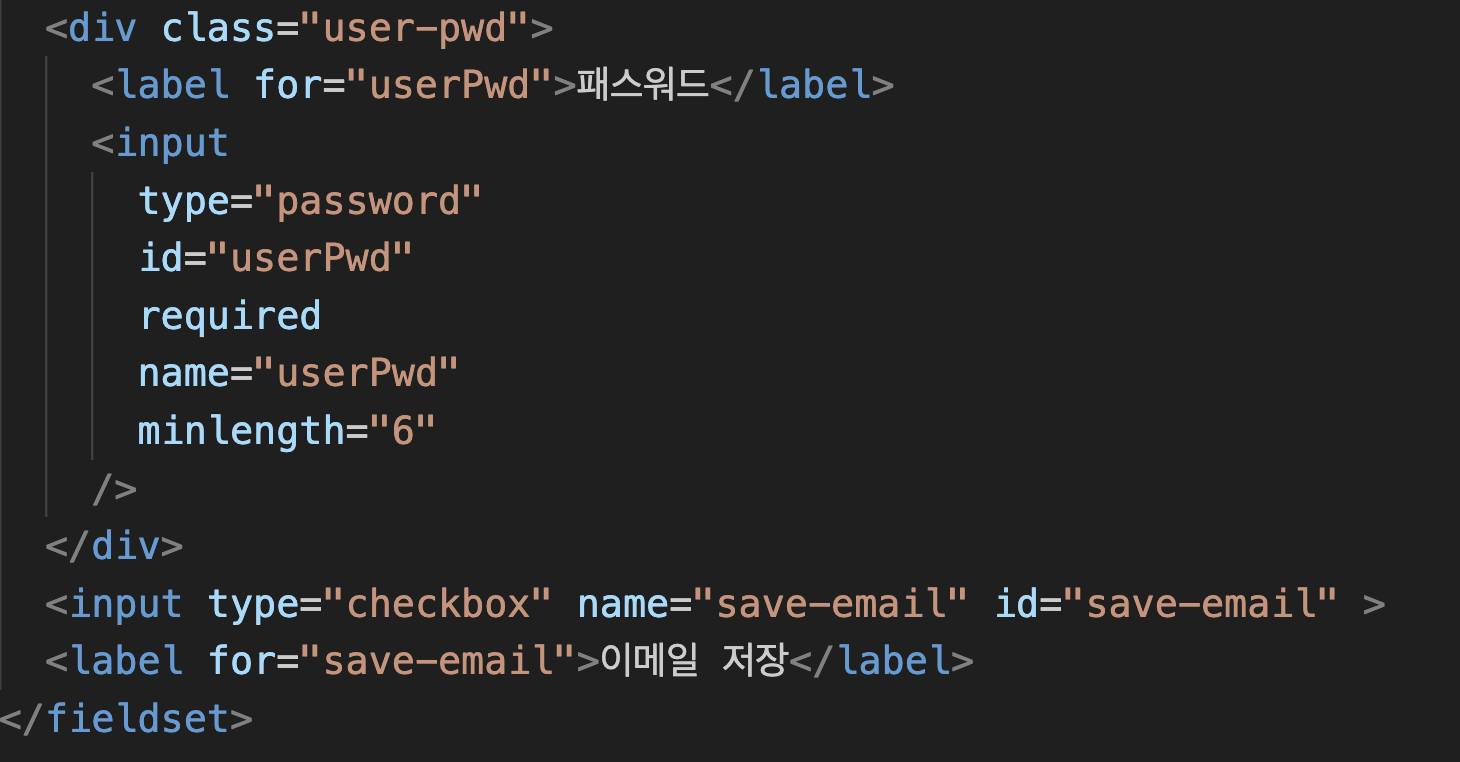 <div class="user-pwd">
<label for="userPwd">패스워드</label>
<input
type="password"
id="userPwd"
required
name="userPwd"
minlength="6"
/>
</div>
<input type="checkbox" name="save-email" id="save-email" >
<label for="save-email">이메일 저장</label>
</fieldset>